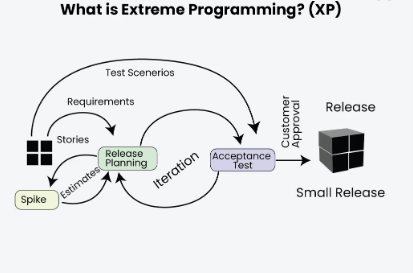 What is Extreme Programming? (XP)
Test Scenerios
Requirements
Stories
Release
Planning
Estimates
Spike
Iteration
Acceptance
Test
Customer
Approval
Release
Small Release